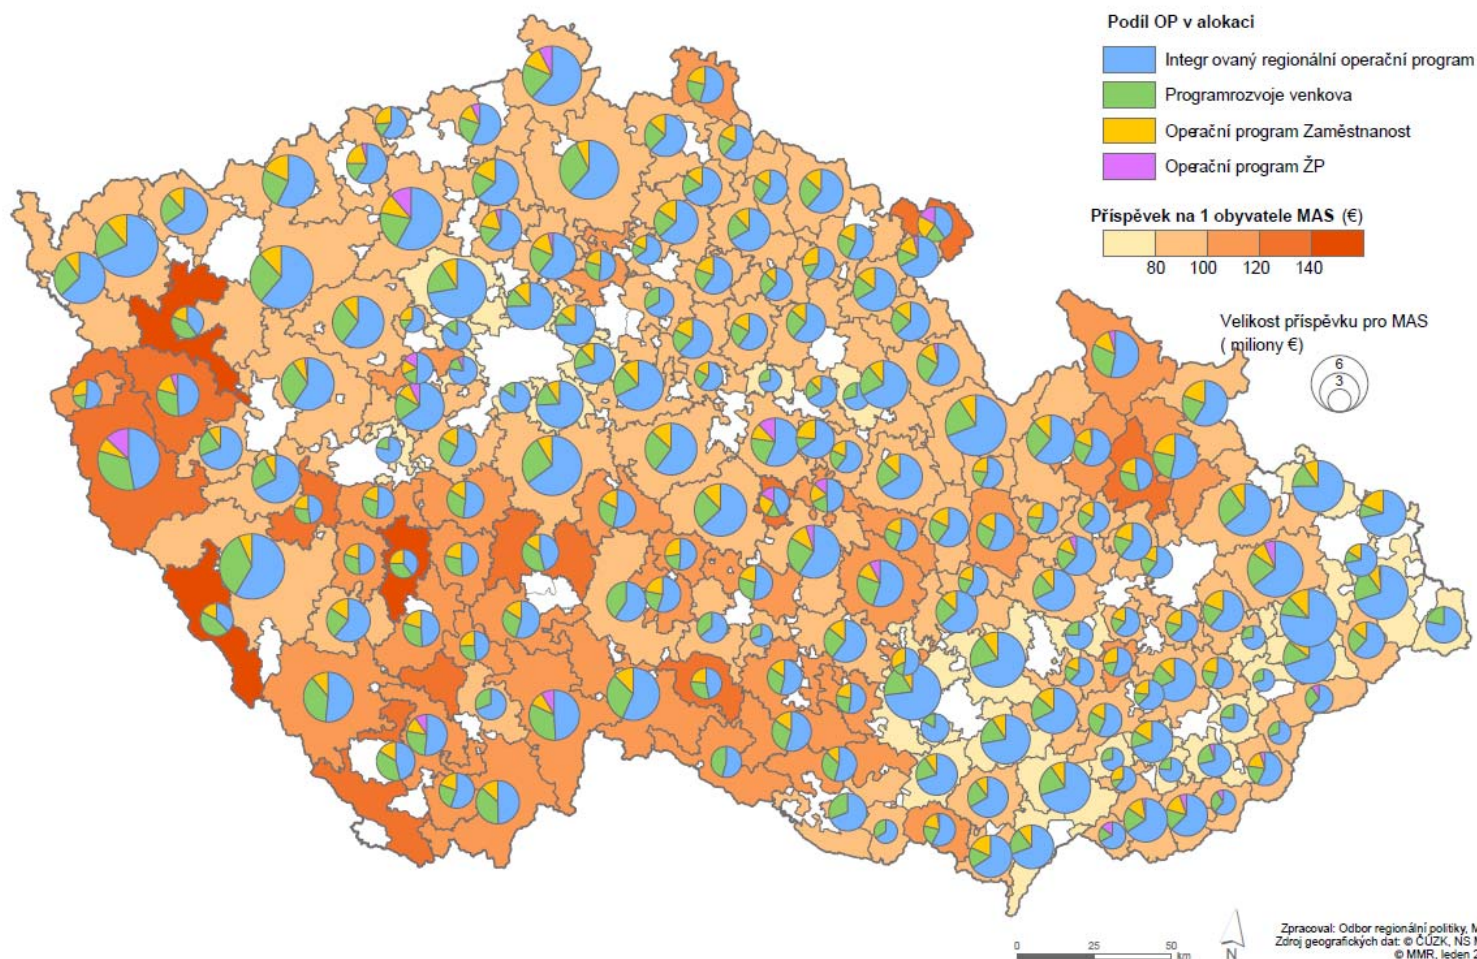 Podíl OP v alokaci
Integr ovaný regionální operační program
Programrozvoje venkova
Operační program Zaměstnanost
Operační program ŽP
Příspěvek na 1 obyvatele MAS (€)
80 100 120 140
Velikost příspěvku pro MAS
( miliony €)
6
3
0 25 50
km
N
Zpracoval: Odbor regionální politiky, M
Zdroj geografických dat: © ČÚZK, NS M
© MMR, leden 2